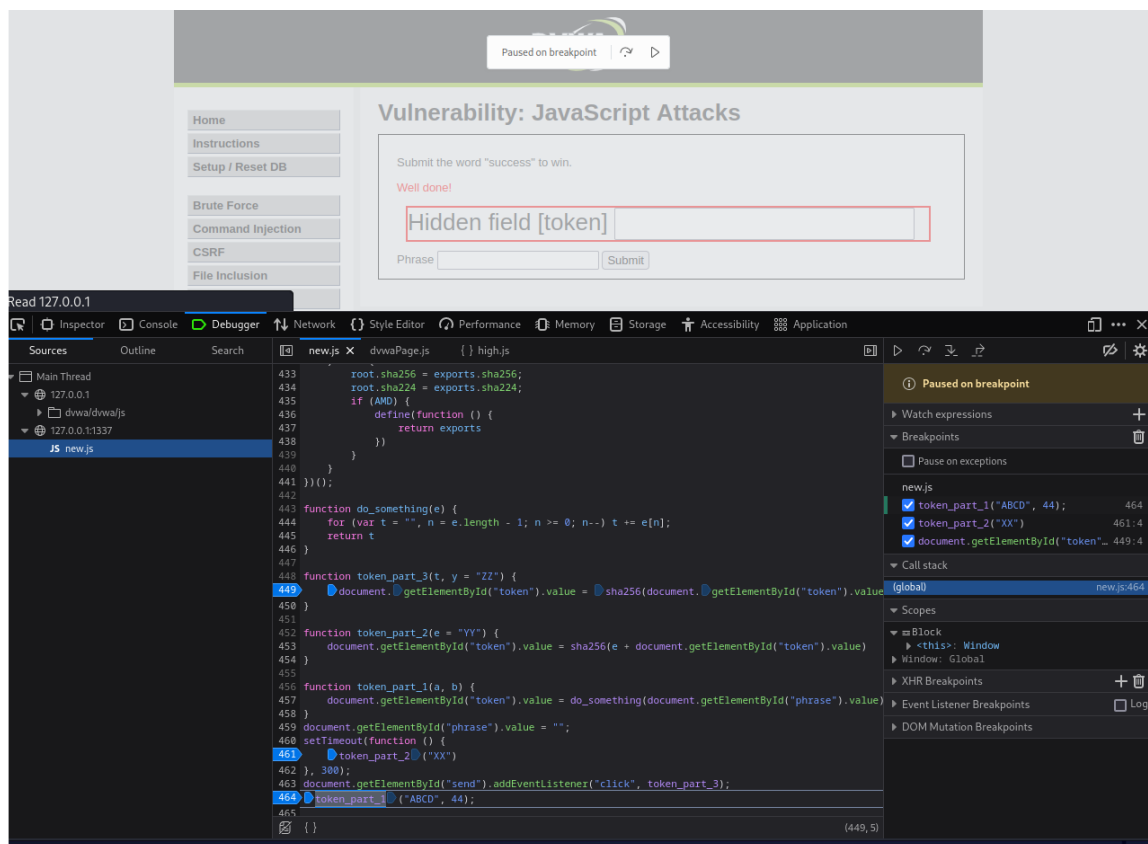 Paused on breakpoint
Vulnerability: JavaScript Attacks
Home
Instructions
Setup / Reset DB
Brute Force
Command Injection
CSRF
File Inclusion
Submit the word "success" to win.
Well done!
Hidden field [token]
Phrase
Submit
Read 127.0.0.1
Inspector Console Debugger Network {} Style Editor Performance Memory Storage Accessibility Application
Sources Outline Search
new.js dvwaPage.js { } high.js
Main Thread
127.0.0.1
dvwa/dvwa/js
127.0.0.1:1337
JS new.js
433 root.sha256 = exports.sha256;
434 root.sha224 = exports.sha224;
435 if (AMD) {
436 define(function () {
437 return exports
438 })
439 }
440 }
441 })();
442
443 function do_something(e) {
444 for (var t = "", n = e.length - 1; n >= 0; n--) t += e[n];
445 return t
446 }
447
448 function token_part_3(t, y = "ZZ") {
449 document.getElementById("token").value = sha256(document.getElementById("token").value
450 }
451
452 function token_part_2(e = "YY") {
453 document.getElementById("token").value = sha256(e + document.getElementById("token").value)
454 }
455
456 function token_part_1(a, b) {
457 document.getElementById("token").value = do_something(document.getElementById("phrase").value)
458 }
459 document.getElementById("phrase").value = "";
460 setTimeout(function () {
461 token_part_2("XX")
462 }, 300);
463 document.getElementById("send").addEventListener("click", token_part_3);
464 token_part_1("ABCD", 44);
465
{ } (449, 5)
Paused on breakpoint
Watch expressions
Breakpoints
Pause on exceptions
new.js
token_part_1("ABCD", 44); 464
token_part_2("XX") 461:4
document.getElementById("token"… 449:4
Call stack
(global) new.js:464
Scopes
Block
<this>: Window
Window: Global
XHR Breakpoints
Event Listener Breakpoints Log
DOM Mutation Breakpoints